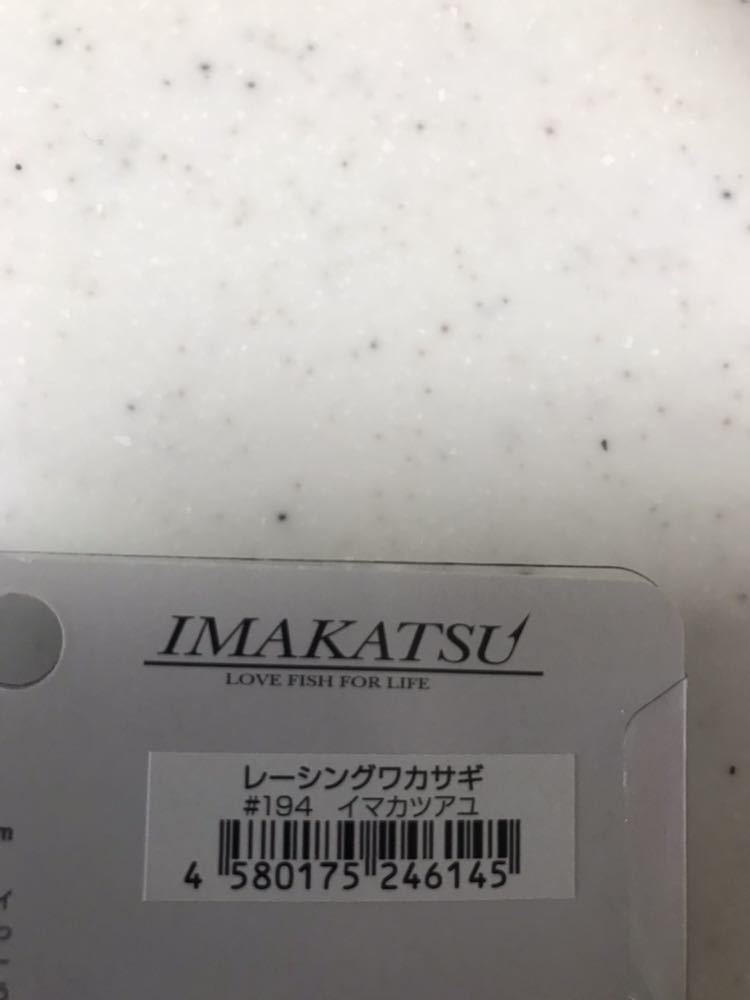 IMAKATSU
LOVE FISH FOR LIFE
レーシングワカサギ
#194 イマカツアユ
4 580175 246145
m